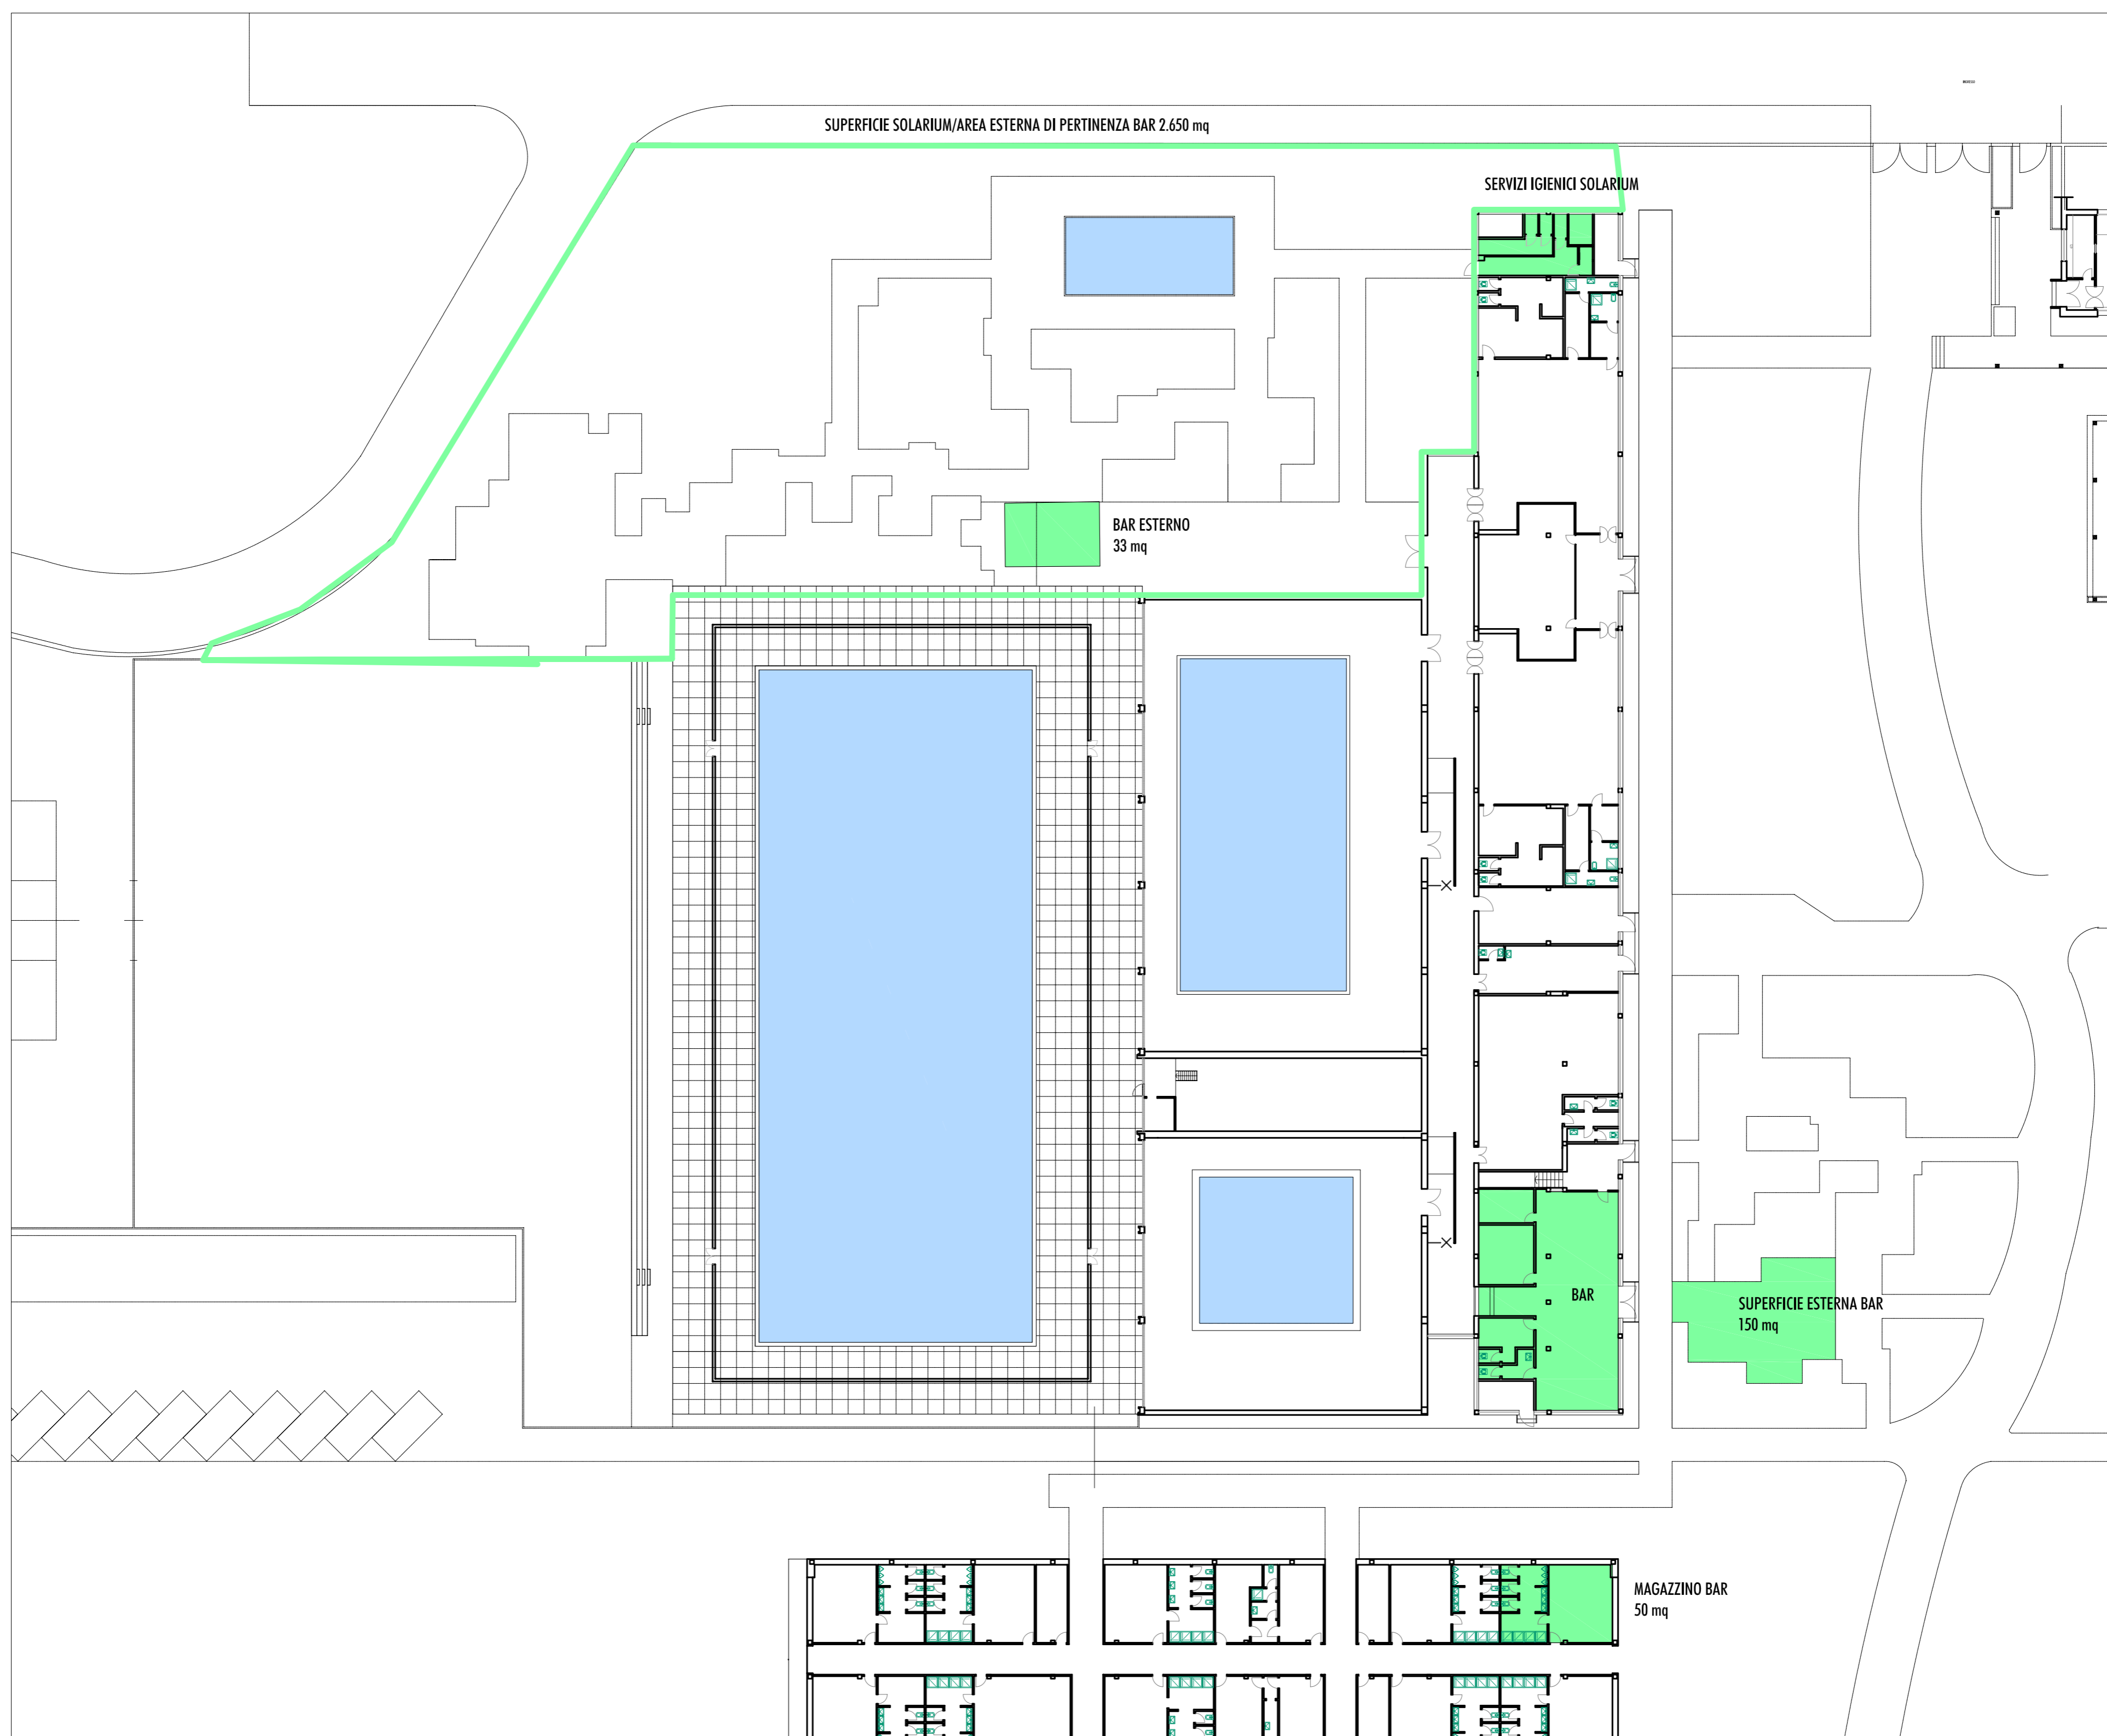 SUPERFICIE SOLARIUM/AREA ESTERNA DI PERTINENZA BAR 2.650 mq
SERVIZI IGIENICI SOLARIUM
BAR ESTERNO
33 mq
BAR
SUPERFICIE ESTERNA BAR
150 mq
MAGAZZINO BAR
50 mq